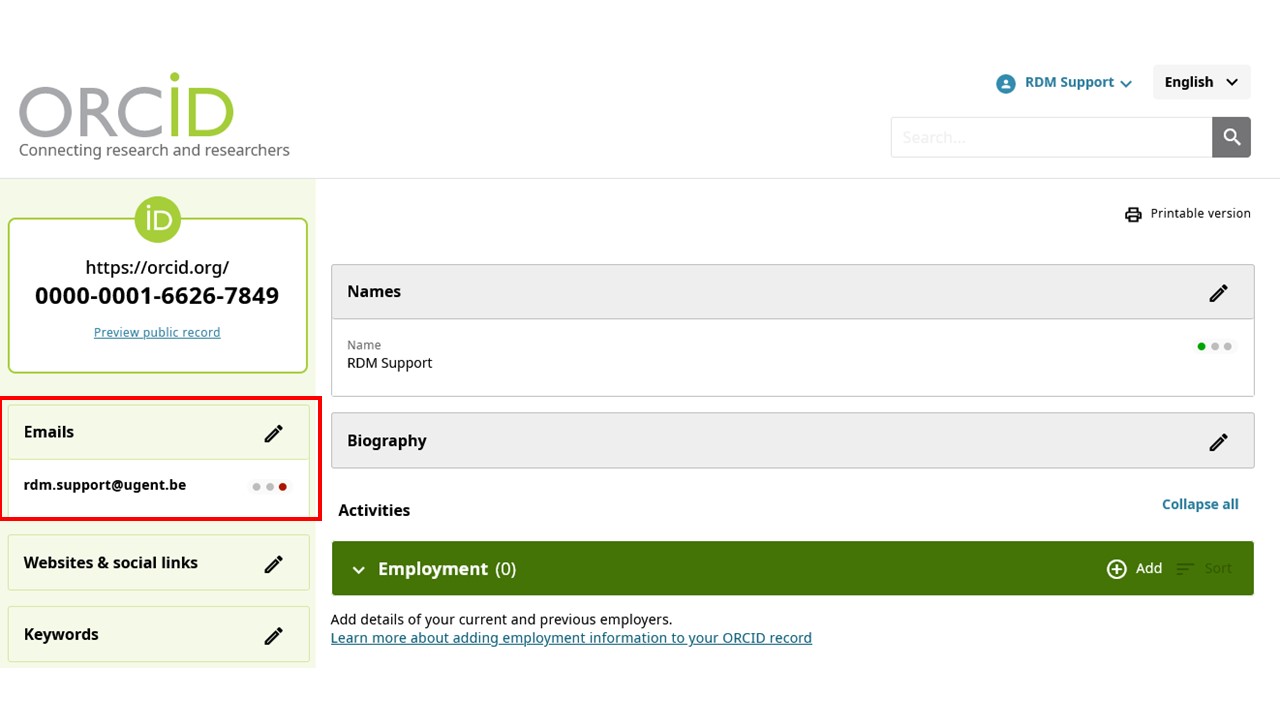 ORCID
Connecting research and researchers
RDM Support
English
Search...
iD
https://orcid.org/
0000-0001-6626-7849
Preview public record
Printable version
Names
Name
RDM Support
Emails
rdm.support@ugent.be
Biography
Activities
Collapse all
Websites & social links
Employment (0)
Add
Sort
Add details of your current and previous employers.
Learn more about adding employment information to your ORCID record
Keywords